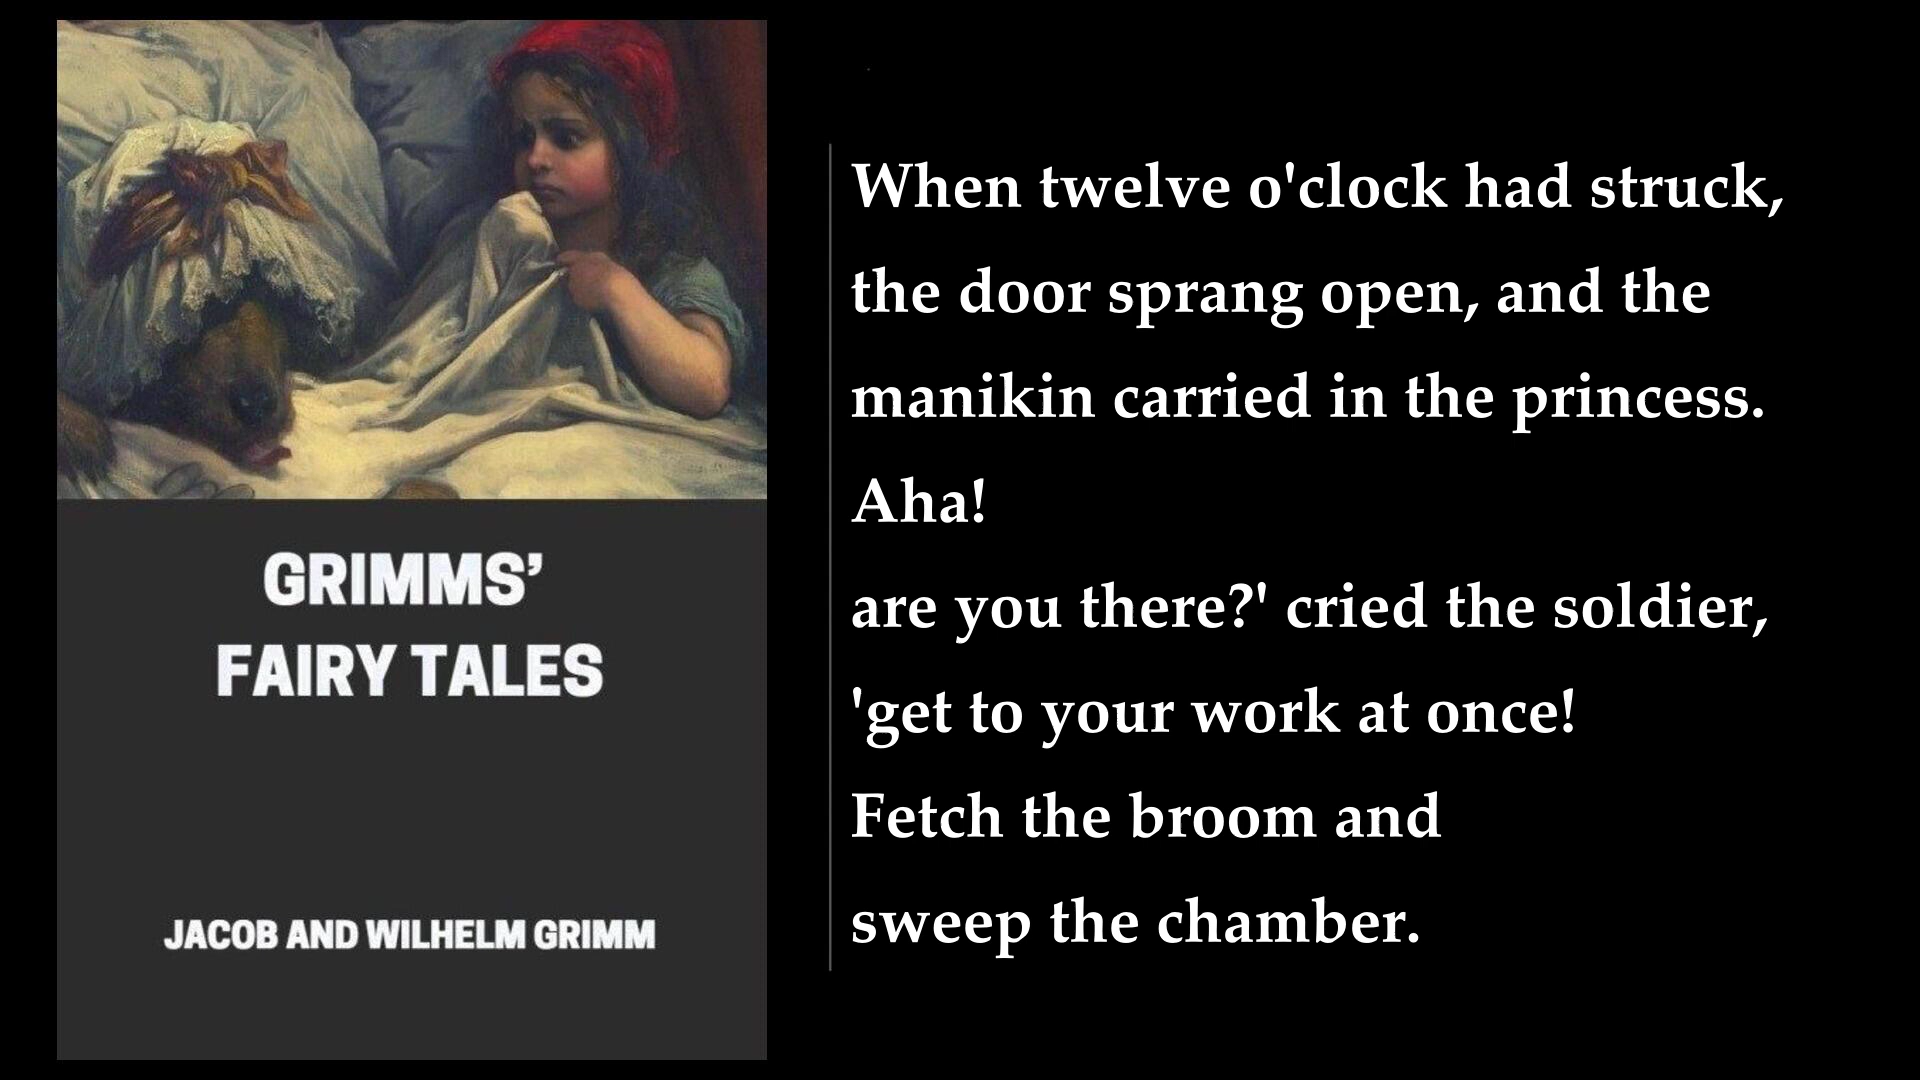 GRIMMS’
FAIRY TALES
JACOB AND WILHELM GRIMM
When twelve o'clock had struck,
the door sprang open, and the
manikin carried in the princess.
Aha!
are you there?' cried the soldier,
'get to your work at once!
Fetch the broom and
sweep the chamber.